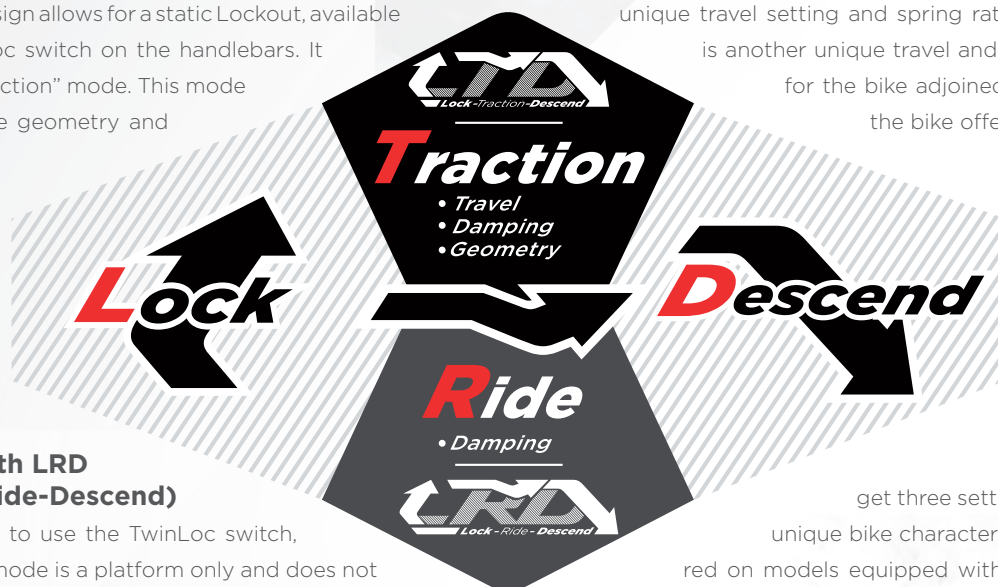 sign allows for a static Lockout, available
oc switch on the handlebars. It
ction” mode. This mode
e geometry and
unique travel setting and spring rat
is another unique travel and
for the bike adjoined
the bike offe
LTD
Lock-Traction-Descend
Traction
• Travel
• Damping
• Geometry
Lock
Descend
Ride
• Damping
LRD
Lock-Ride-Descend
th LRD
ide-Descend)
to use the TwinLoc switch,
mode is a platform only and does not
get three sett
unique bike character
red on models equipped with